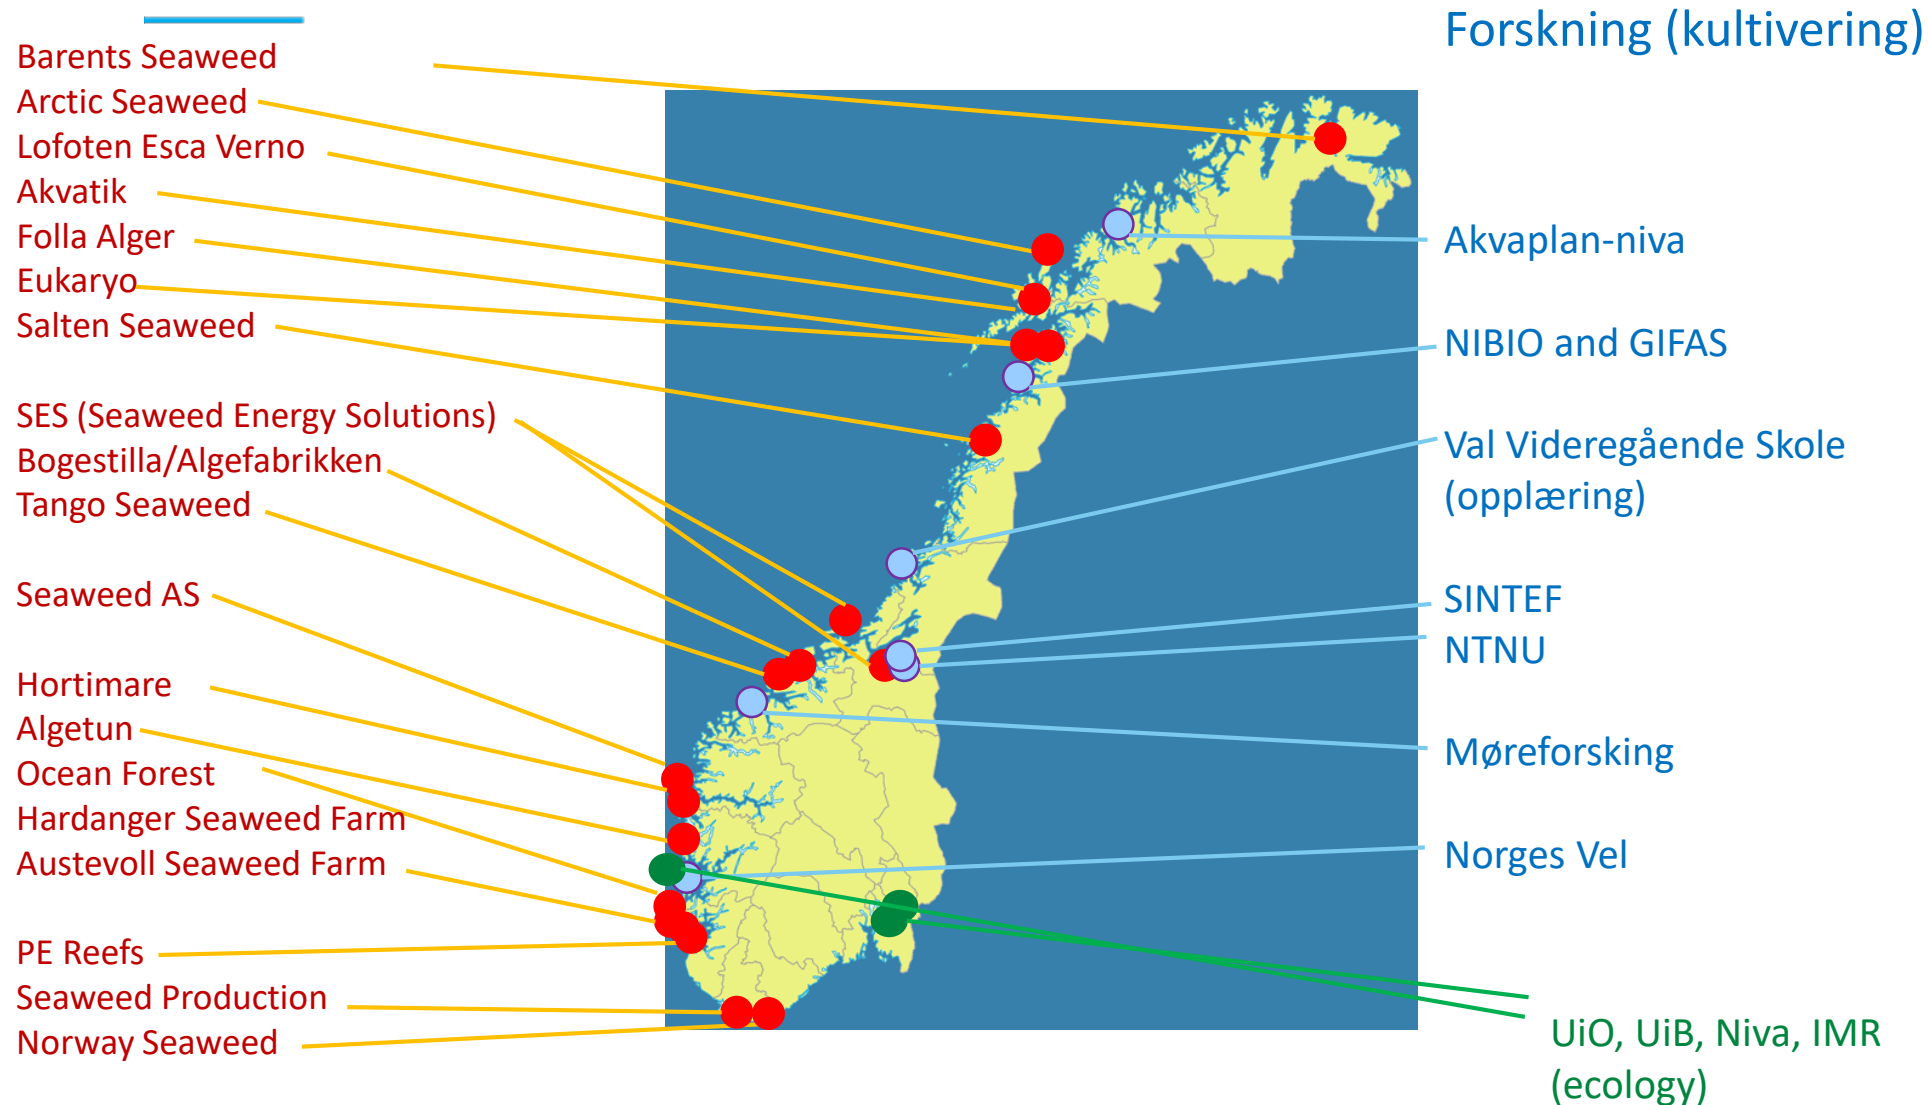 Forskning (kultivering)
Barents Seaweed
Arctic Seaweed
Lofoten Esca Verno
Akvatik
Folla Alger
Eukaryo
Salten Seaweed
SES (Seaweed Energy Solutions)
Bogestilla/Algefabrikken
Tango Seaweed
Seaweed AS
Hortimare
Algetun
Ocean Forest
Hardanger Seaweed Farm
Austevoll Seaweed Farm
PE Reefs
Seaweed Production
Norway Seaweed
Akvaplan-niva
NIBIO and GIFAS
Val Videregående Skole
(opplæring)
SINTEF
NTNU
Møreforsking
Norges Vel
UiO, UiB, Niva, IMR
(ecology)